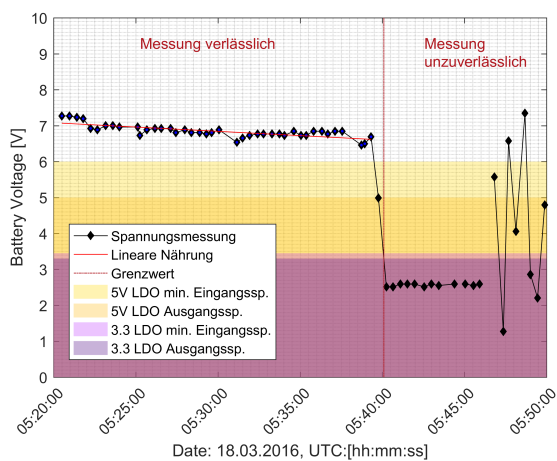 Messung verlässlich
Messung
unzuverlässlich
10
9
8
7
6
5
4
3
2
1
0
Battery Voltage [V]
Spannungsmessung
Lineare Nährung
Grenzwert
5V LDO min. Eingangssp.
5V LDO Ausgangssp.
3.3 LDO min. Eingangssp.
3.3 LDO Ausgangssp.
05:20:00
05:25:00
05:30:00
05:35:00
05:40:00
05:45:00
05:50:00
Date: 18.03.2016, UTC:[hh:mm:ss]